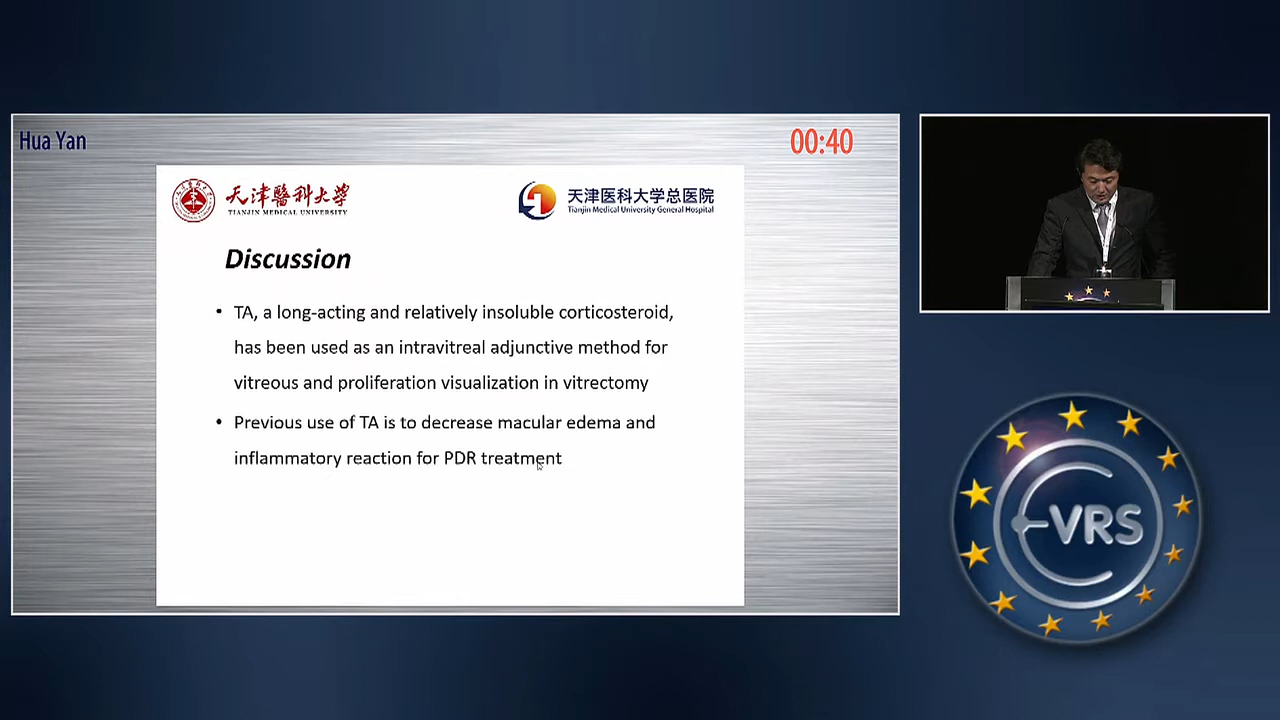 Hua Yan
00:40
天津醫科大学
TIANJIN MEDICAL UNIVERSITY
天津医科大学总医院
Tianjin Medical University General Hospital
Discussion
• TA, a long-acting and relatively insoluble corticosteroid,
has been used as an intravitreal adjunctive method for
vitreous and proliferation visualization in vitrectomy
• Previous use of TA is to decrease macular edema and
inflammatory reaction for PDR treatment
E-VRS